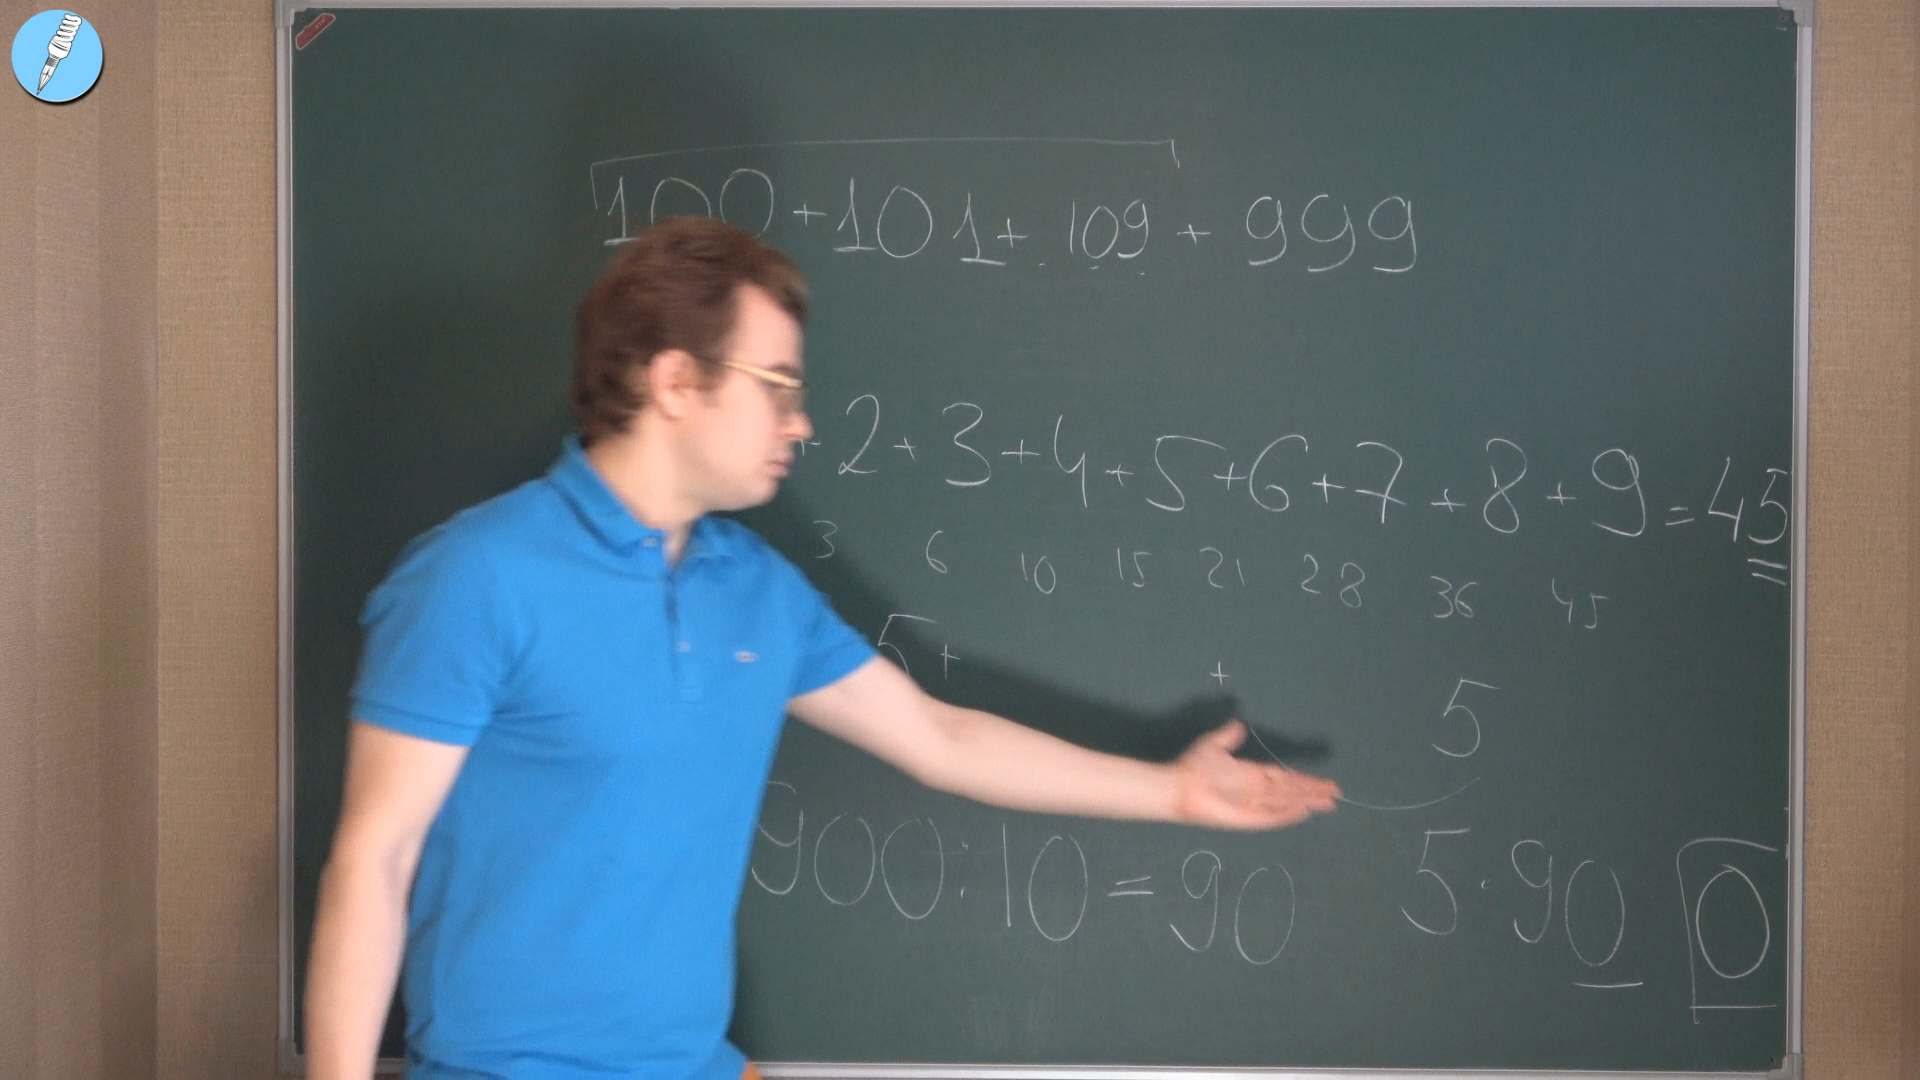 100 + 101 + 109 + 999
+ 2 + 3 + 4 + 5 + 6 + 7 + 8 + 9 = 45
3 6 10 15 21 28 36 45
5 + + 5
900 : 10 = 90 5 · 90 0